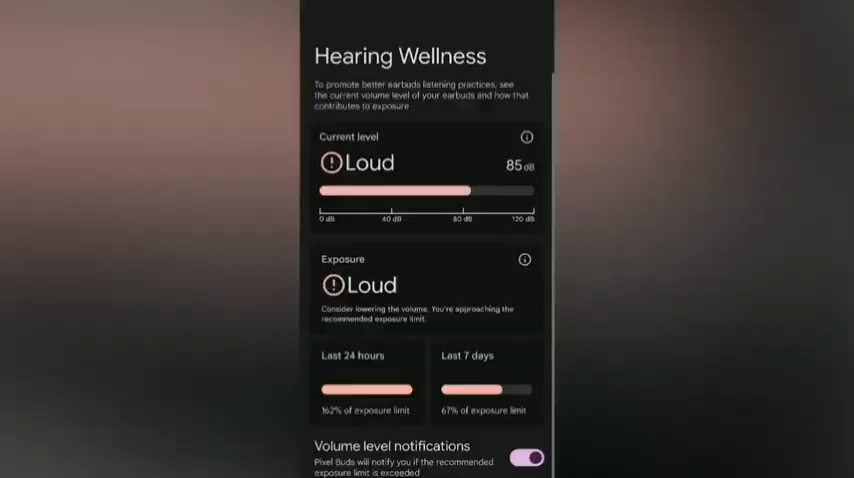 Hearing Wellness
To promote better earbuds listening practices, see
the current volume level of your earbuds and how that
contributes to exposure
Current level
Loud
85 dB
0 dB 40 dB 80 dB 120 dB
Exposure
Loud
Consider lowering the volume. You're approaching the
recommended exposure limit.
Last 24 hours
162% of exposure limit
Last 7 days
67% of exposure limit
Volume level notifications
Pixel Buds will notify you if the recommended
exposure limit is exceeded